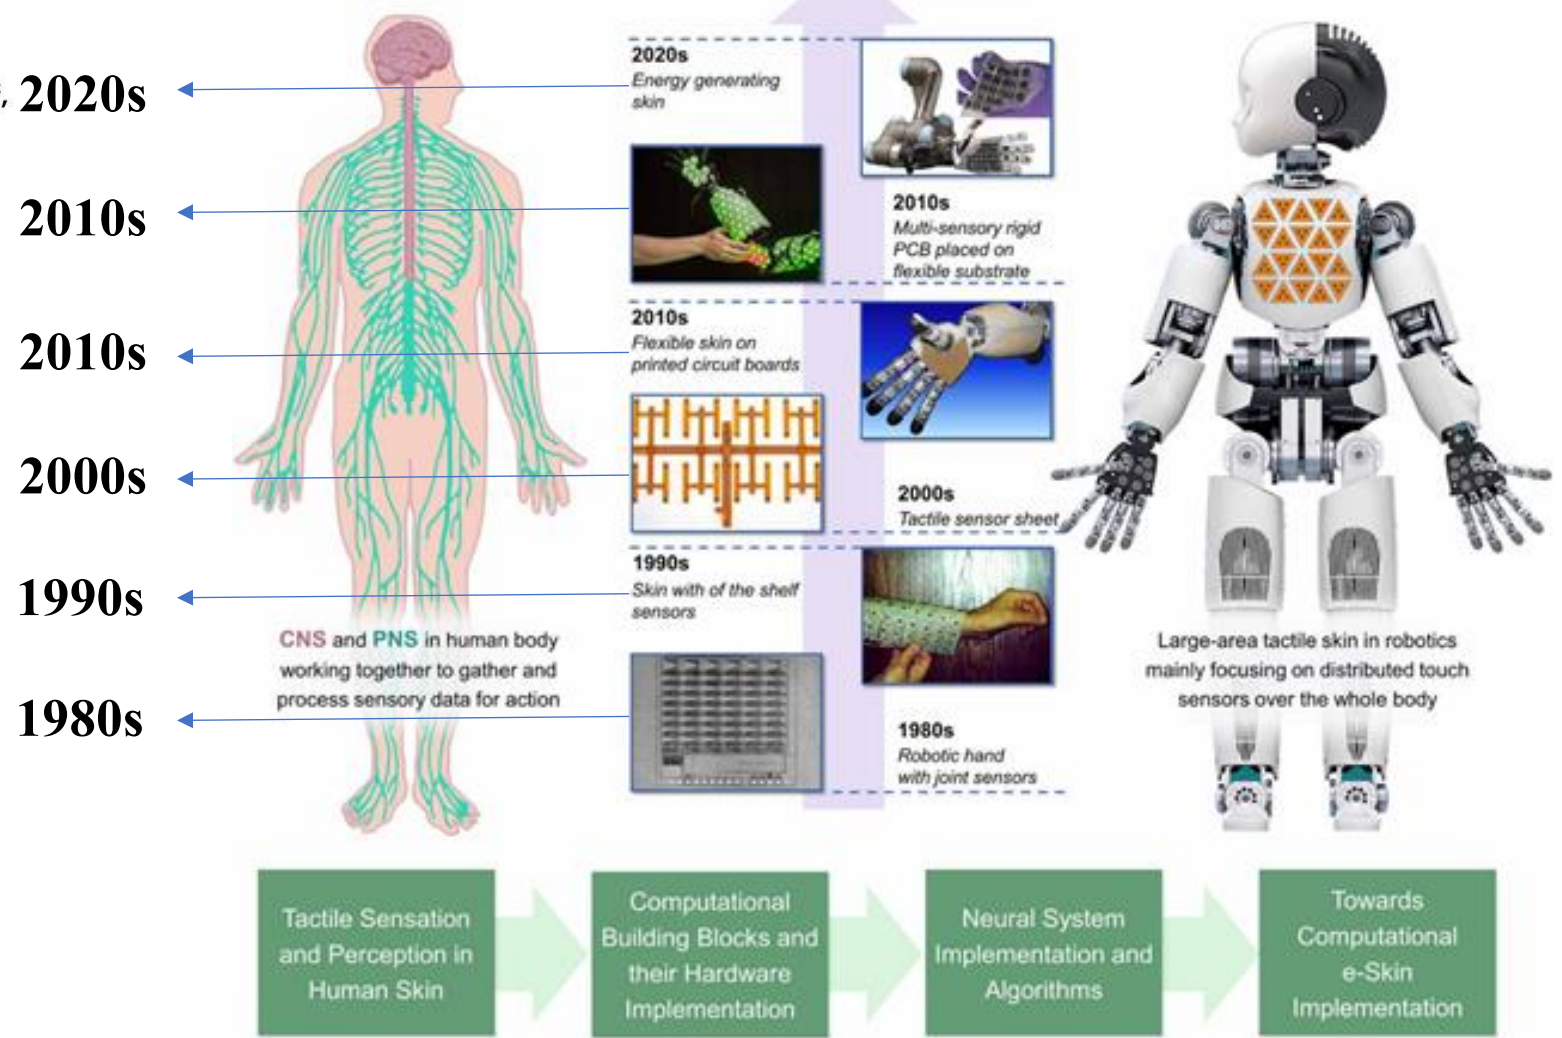 2020s
2010s
2010s
2000s
1990s
1980s
CNS and PNS in human body
working together to gather and
process sensory data for action
2020s
Energy generating
skin
2010s
Multi-sensory rigid
PCB placed on
flexible substrate
2010s
Flexible skin on
printed circuit boards
2000s
Tactile sensor sheet
1990s
Skin with of the shelf
sensors
1980s
Robotic hand
with joint sensors
Large-area tactile skin in robotics
mainly focusing on distributed touch
sensors over the whole body
Tactile Sensation
and Perception in
Human Skin
Computational
Building Blocks and
their Hardware
Implementation
Neural System
Implementation and
Algorithms
Towards
Computational
e-Skin
Implementation